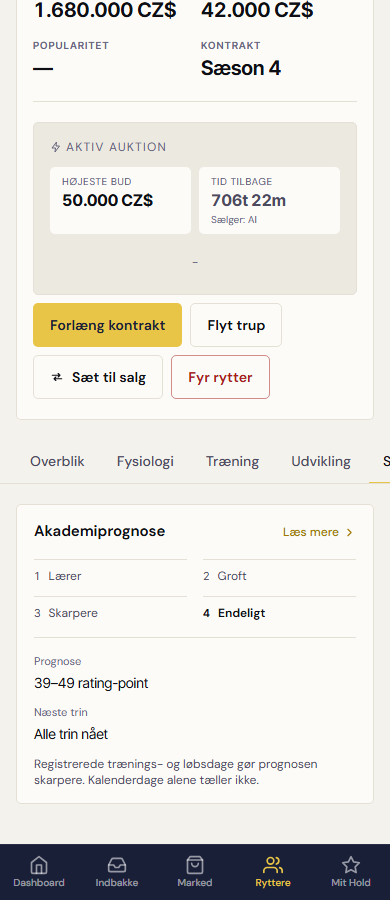 1.680.000 CZ$ 42.000 CZ$
POPULARITET KONTRAKT
— Sæson 4
AKTIV AUKTION
HØJESTE BUD TID TILBAGE
50.000 CZ$ 706t 22m
Sælger: AI
–
Forlæng kontrakt Flyt trup
Sæt til salg Fyr rytter
Overblik Fysiologi Træning Udvikling S
Akademiprognose Læs mere
1 Lærer 2 Groft
3 Skarpere 4 Endeligt
Prognose
39–49 rating-point
Næste trin
Alle trin nået
Registrerede trænings- og løbsdage gør prognosen
skarpere. Kalenderdage alene tæller ikke.
Dashboard Indbakke Marked Ryttere Mit Hold